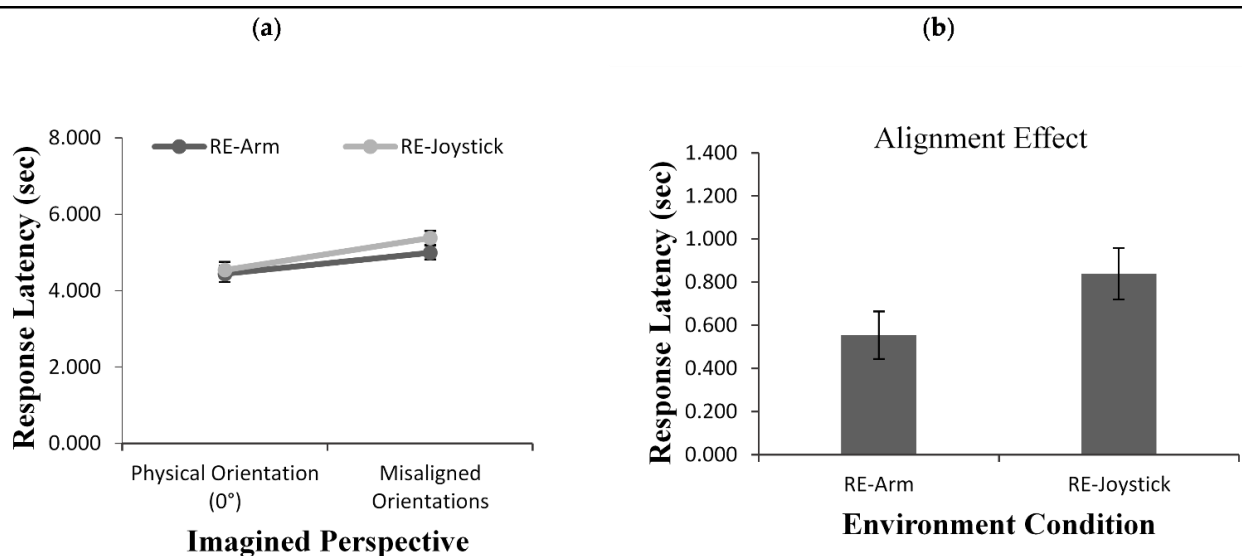 (a)
8.000
6.000
4.000
2.000
0.000
Response Latency (sec)
RE-Arm
RE-Joystick
Physical Orientation
(0°)
Misaligned
Orientations
Imagined Perspective
(b)
Alignment Effect
1.400
1.200
1.000
0.800
0.600
0.400
0.200
0.000
Response Latency (sec)
RE-Arm
RE-Joystick
Environment Condition